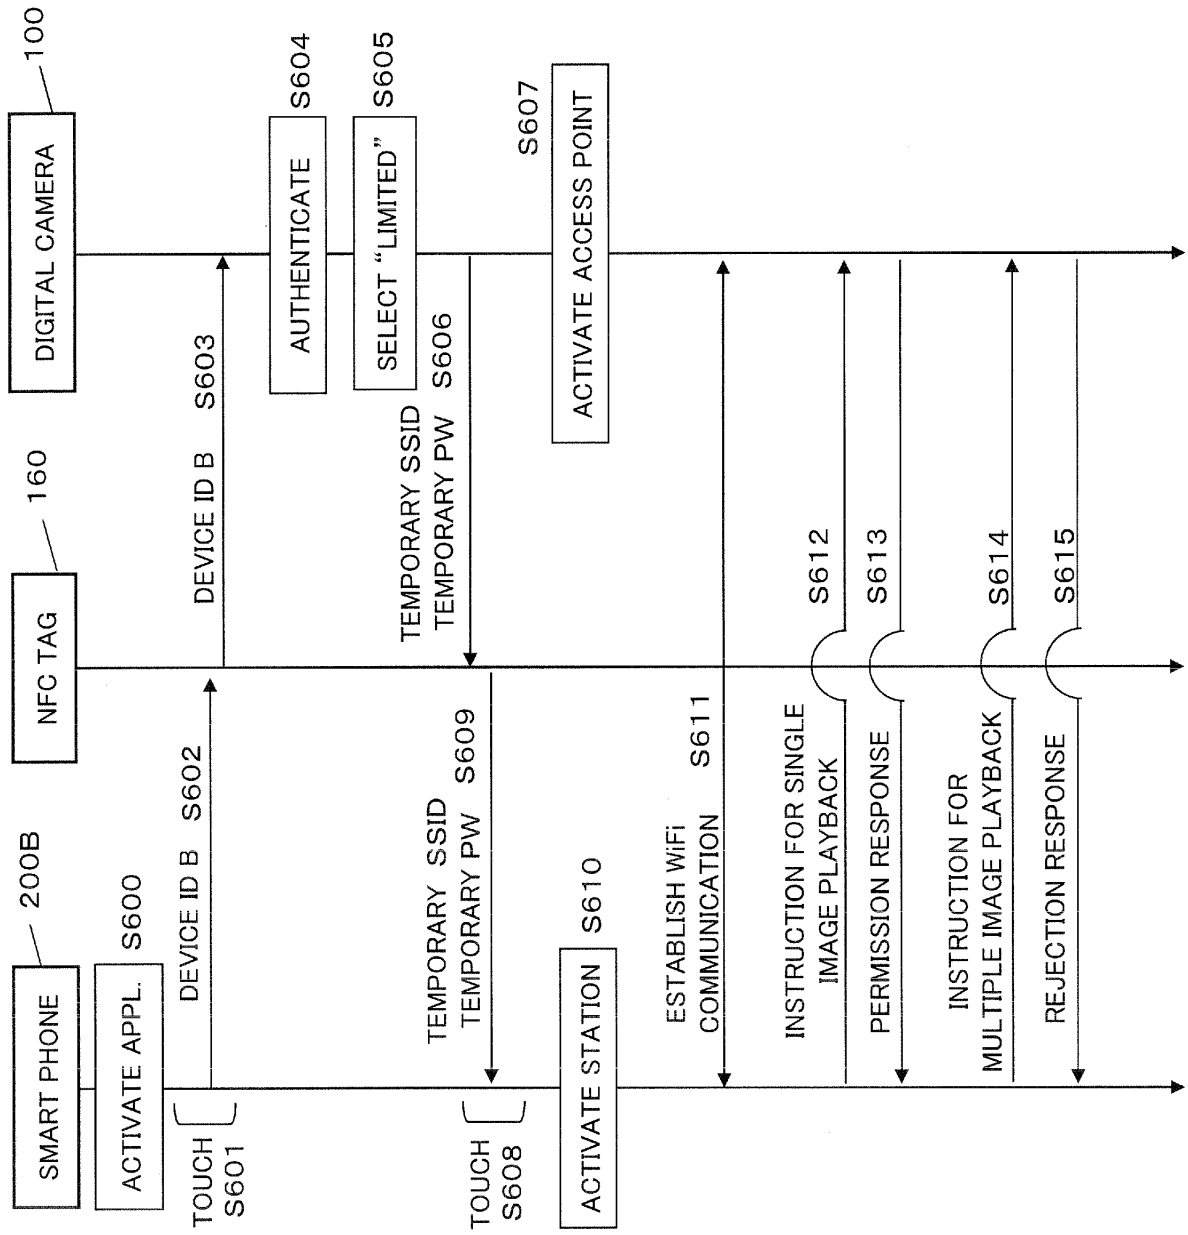 SMART PHONE
200B
NFC TAG
160
DIGITAL CAMERA
100
ACTIVATE APPL.
S600
TOUCH
S601
DEVICE ID B S602
DEVICE ID B S603
AUTHENTICATE
S604
SELECT “LIMITED”
S605
TEMPORARY SSID
TEMPORARY PW S606
ACTIVATE ACCESS POINT
S607
TOUCH
S608
TEMPORARY SSID
TEMPORARY PW S609
ACTIVATE STATION
S610
ESTABLISH WiFi
COMMUNICATION S611
INSTRUCTION FOR SINGLE
IMAGE PLAYBACK
S612
PERMISSION RESPONSE
S613
INSTRUCTION FOR
MULTIPLE IMAGE PLAYBACK
S614
REJECTION RESPONSE
S615